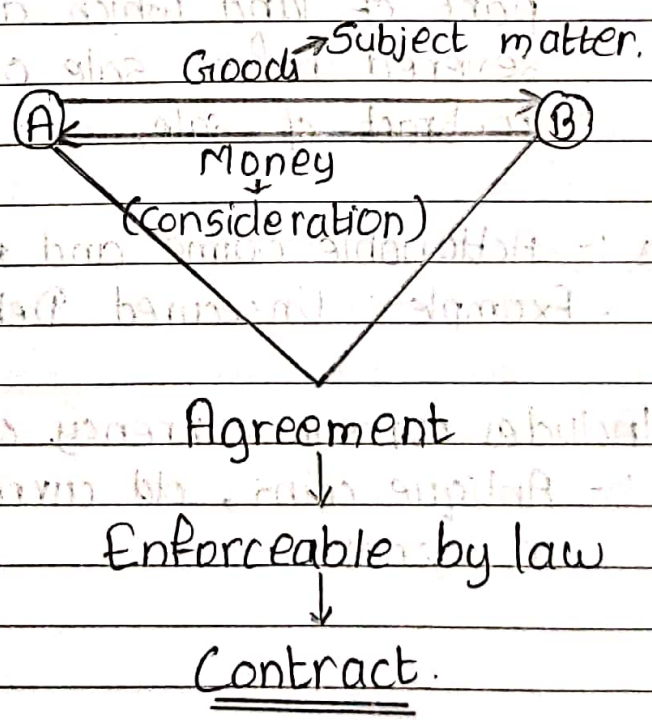 Goods → Subject matter.
A B
Money
↓
(consideration)
Agreement
↓
Enforceable by law
↓
Contract.